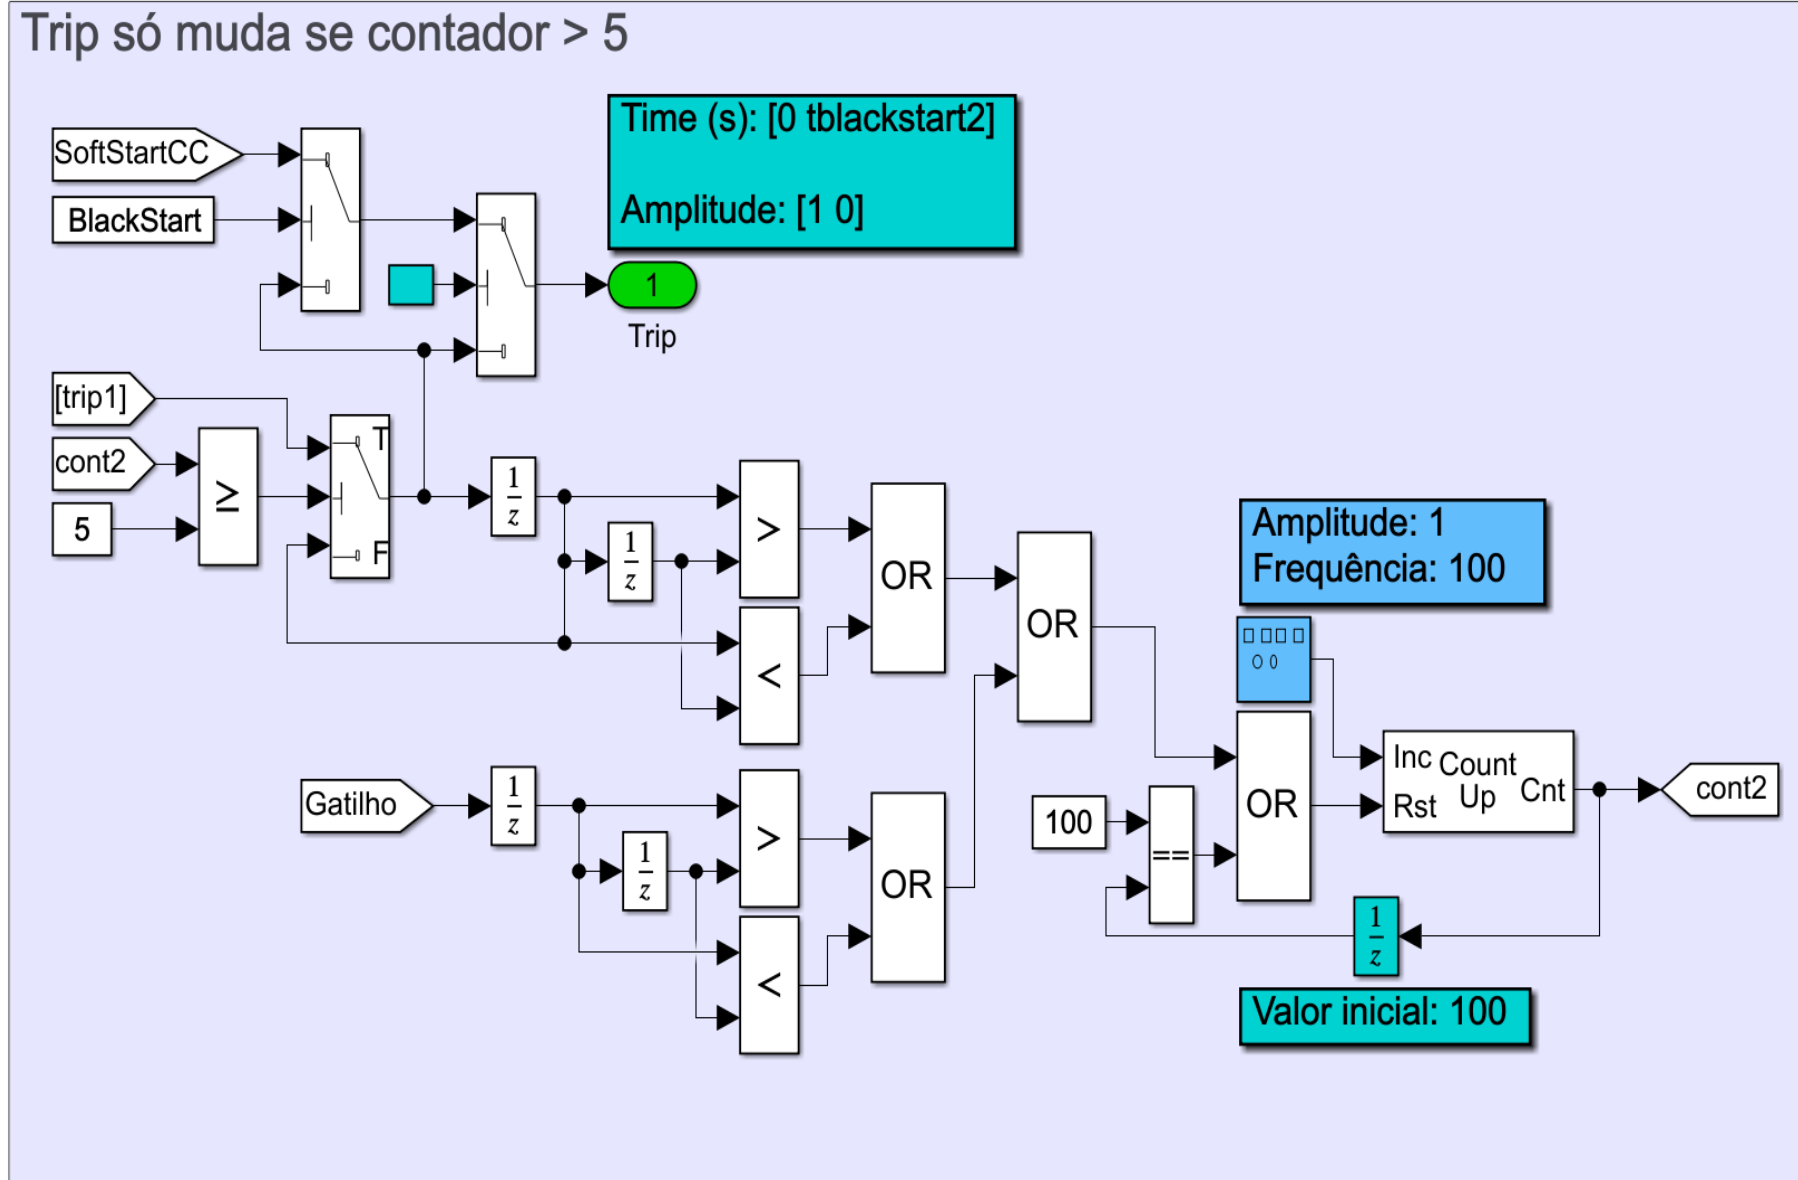 Trip só muda se contador > 5
Time (s): [0 tblackstart2]
Amplitude: [1 0]
SoftStartCC
BlackStart
1
Trip
[trip1]
cont2
5
≥
T
F
1
z
1
z
>
<
OR
OR
Amplitude: 1
Frequência: 100
Gatilho
1
z
1
z
>
<
OR
100
==
OR
Inc
Rst
Count
Up
Cnt
cont2
1
z
Valor inicial: 100